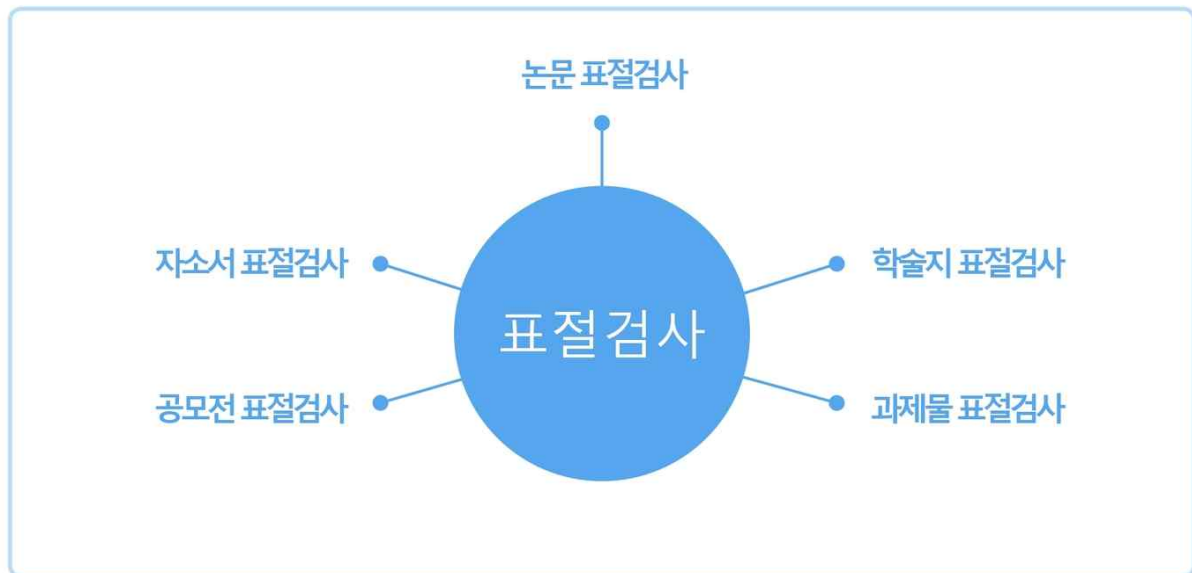 논문 표절검사
자소서 표절검사
학술지 표절검사
표절검사
공모전 표절검사
과제물 표절검사